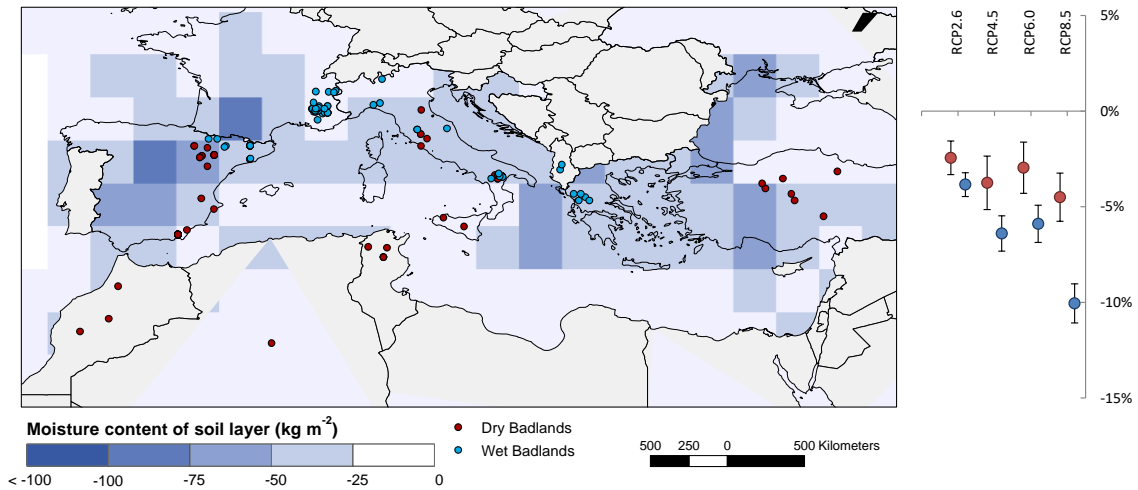 RCP2.6 RCP4.5 RCP6.0 RCP8.5
5%
0%
-5%
-10%
-15%
Moisture content of soil layer (kg m⁻²)
< -100 -100 -75 -50 -25 0
Dry Badlands
Wet Badlands
500 250 0 500 Kilometers